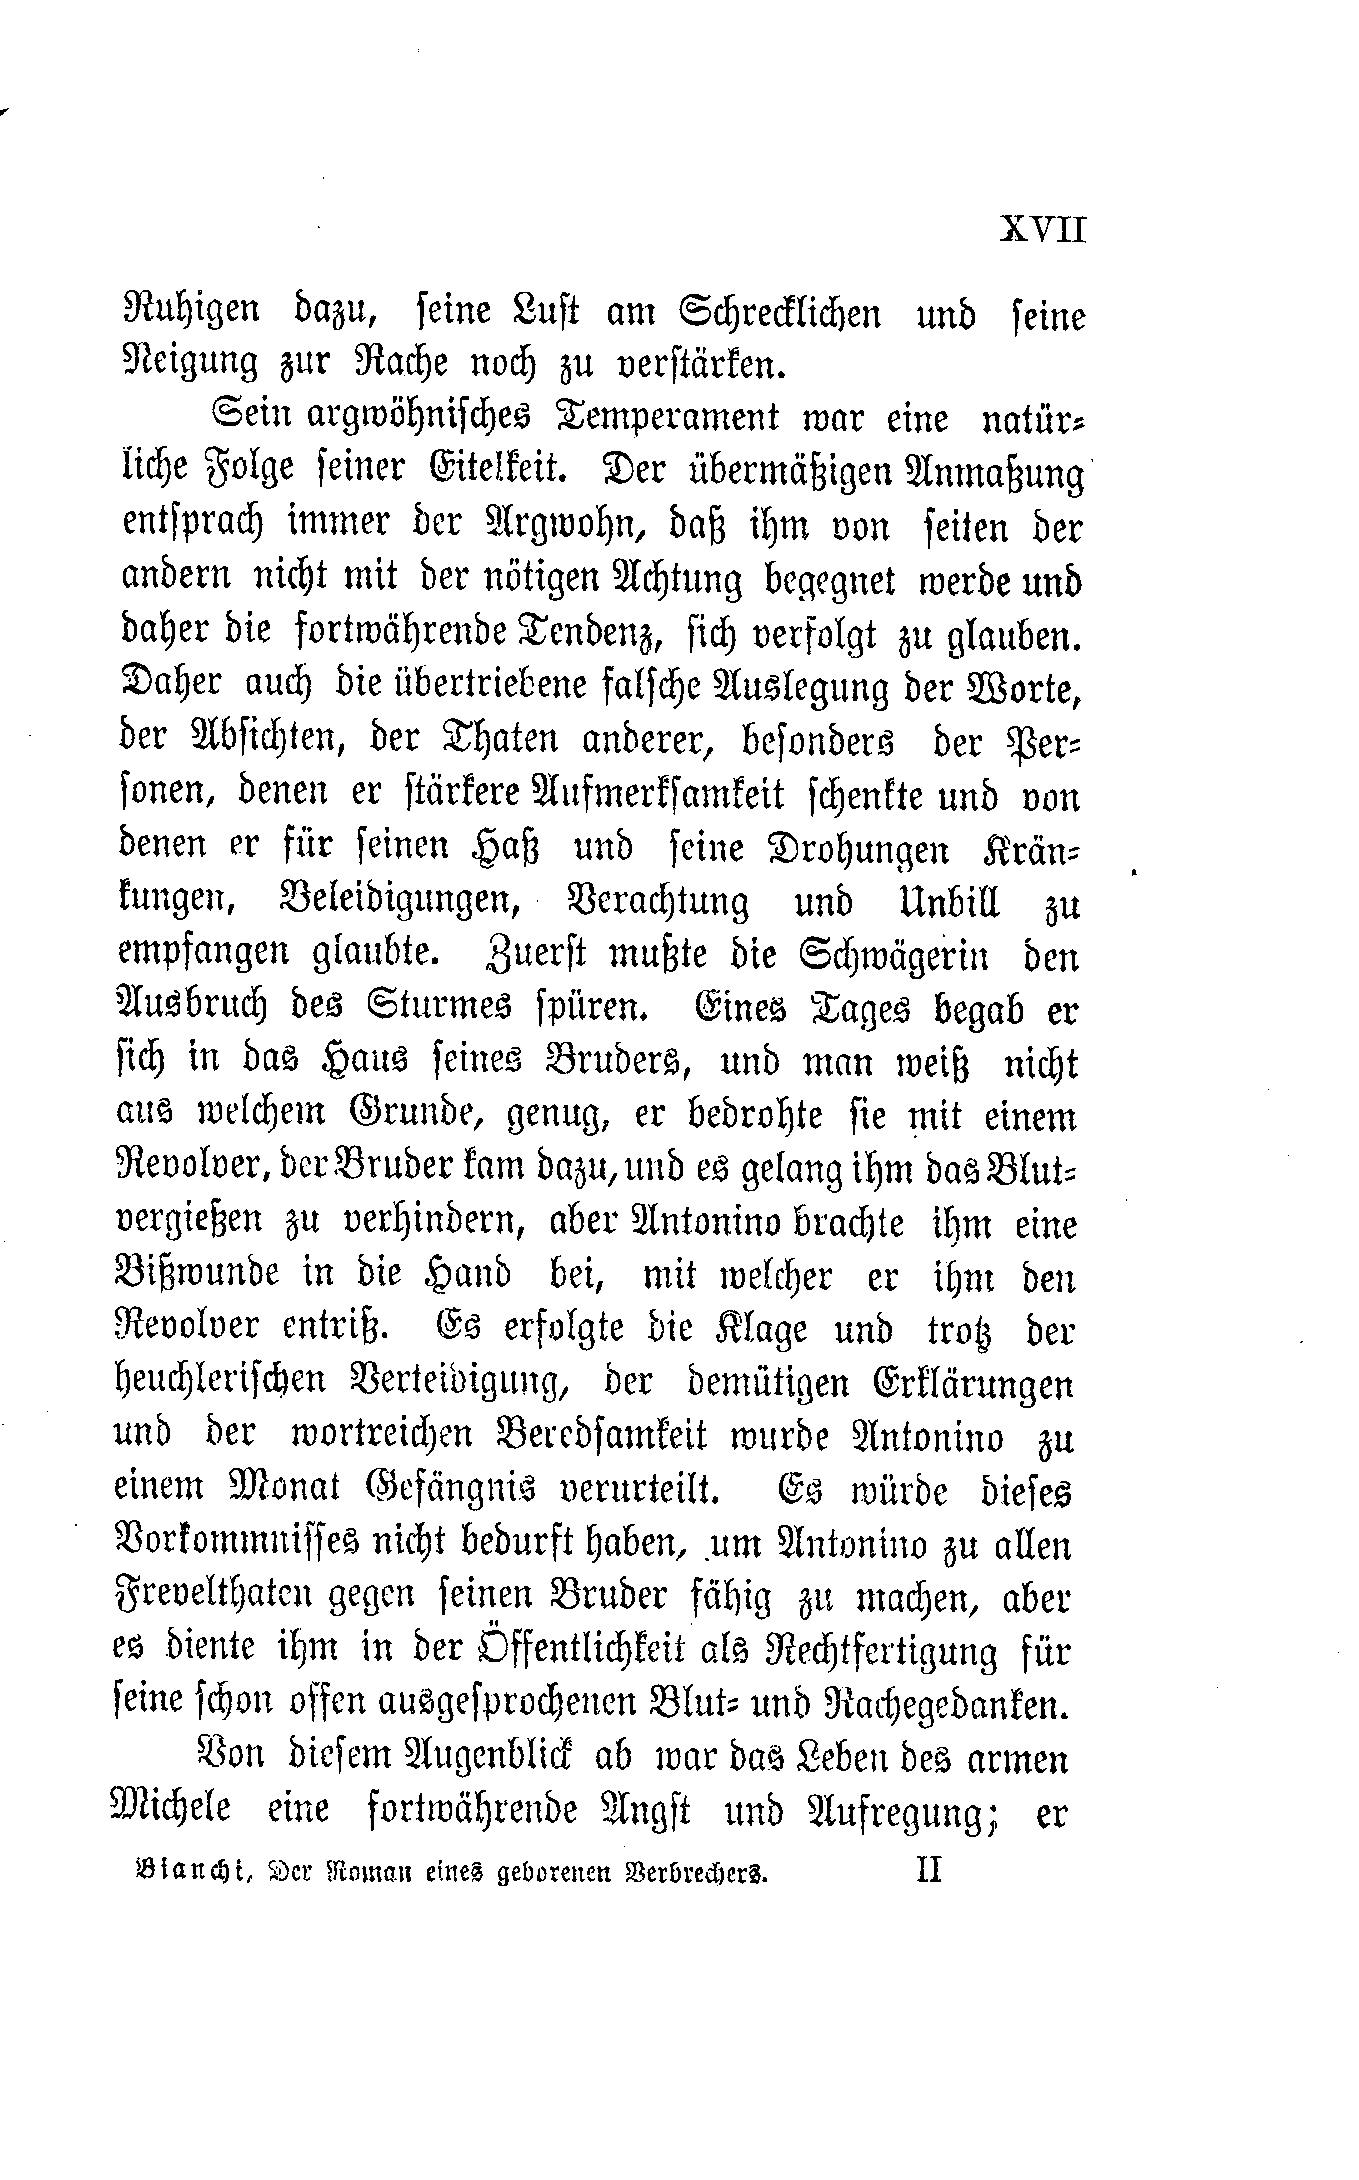 XVII
Ruhigen dazu, seine Lust am Schrecklichen und seine
Neigung zur Rache noch zu verstärken.
Sein argwöhnisches Temperament war eine natür-
liche Folge seiner Eitelkeit. Der übermäßigen Anmaßung
entsprach immer der Argwohn, daß ihm von seiten der
andern nicht mit der nötigen Achtung begegnet werde und
daher die fortwährende Tendenz, sich verfolgt zu glauben.
Daher auch die übertriebene falsche Auslegung der Worte,
der Absichten, der Thaten anderer, besonders der Per-
sonen, denen er stärkere Aufmerksamkeit schenkte und von
denen er für seinen Haß und seine Drohungen Krän-
kungen, Beleidigungen, Verachtung und Unbill zu
empfangen glaubte. Zuerst mußte die Schwägerin den
Ausbruch des Sturmes spüren. Eines Tages begab er
sich in das Haus seines Bruders, und man weiß nicht
aus welchem Grunde, genug, er bedrohte sie mit einem
Revolver, der Bruder kam dazu, und es gelang ihm das Blut-
vergießen zu verhindern, aber Antonino brachte ihm eine
Bißwunde in die Hand bei, mit welcher er ihm den
Revolver entriß. Es erfolgte die Klage und trotz der
heuchlerischen Verteidigung, der demütigen Erklärungen
und der wortreichen Beredsamkeit wurde Antonino zu
einem Monat Gefängnis verurteilt. Es würde dieses
Vorkommnisses nicht bedurft haben, um Antonino zu allen
Frevelthaten gegen seinen Bruder fähig zu machen, aber
es diente ihm in der Öffentlichkeit als Rechtfertigung für
seine schon offen ausgesprochenen Blut- und Rachegedanken.
Von diesem Augenblick ab war das Leben des armen
Michele eine fortwährende Angst und Aufregung; er
Bianchi, Der Roman eines geborenen Verbrechers. II